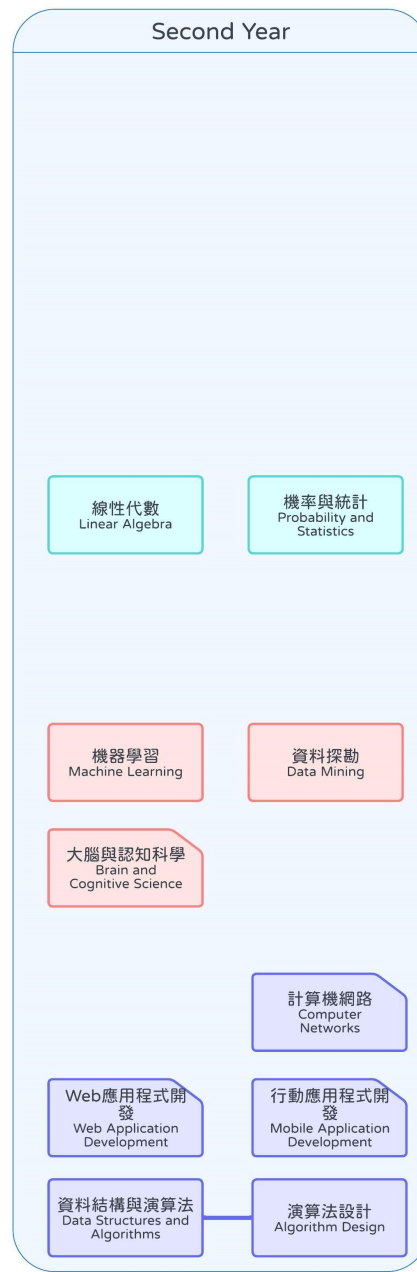 Second Year
線性代數
Linear Algebra
機率與統計
Probability and
Statistics
機器學習
Machine Learning
資料探勘
Data Mining
大腦與認知科學
Brain and
Cognitive Science
計算機網路
Computer
Networks
Web應用程式開
發
Web Application
Development
行動應用程式開
發
Mobile Application
Development
資料結構與演算法
Data Structures and
Algorithms
演算法設計
Algorithm Design